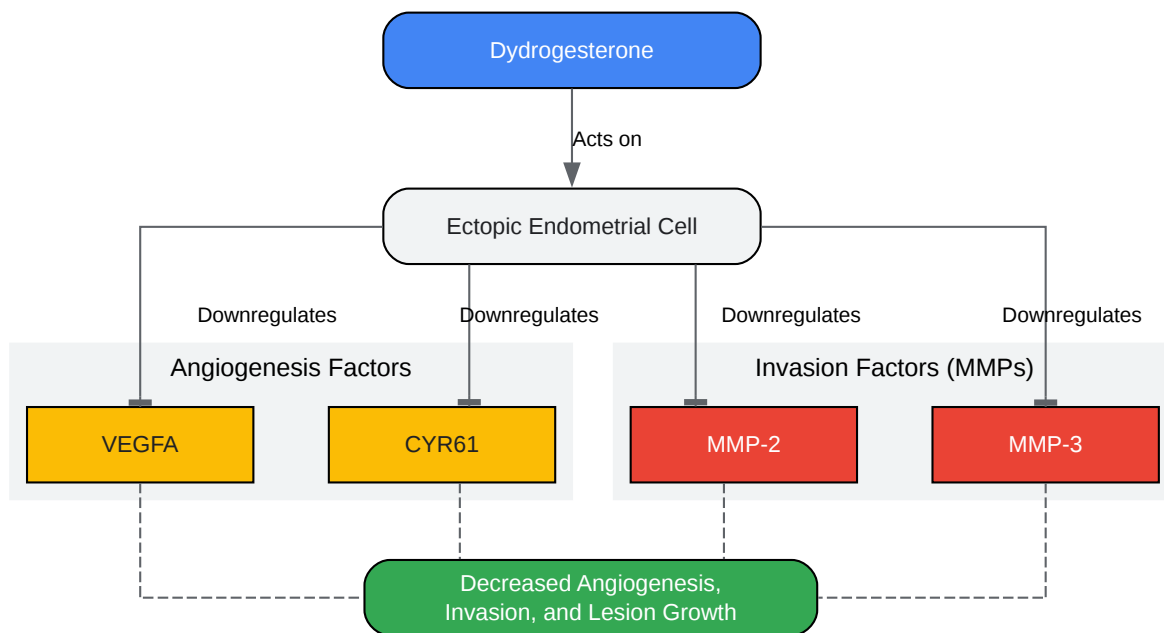 Dydrogesterone
Acts on
Ectopic Endometrial Cell
Downregulates
Downregulates
Downregulates
Downregulates
Angiogenesis Factors
Invasion Factors (MMPs)
VEGFA
CYR61
MMP-2
MMP-3
Decreased Angiogenesis,
Invasion, and Lesion Growth